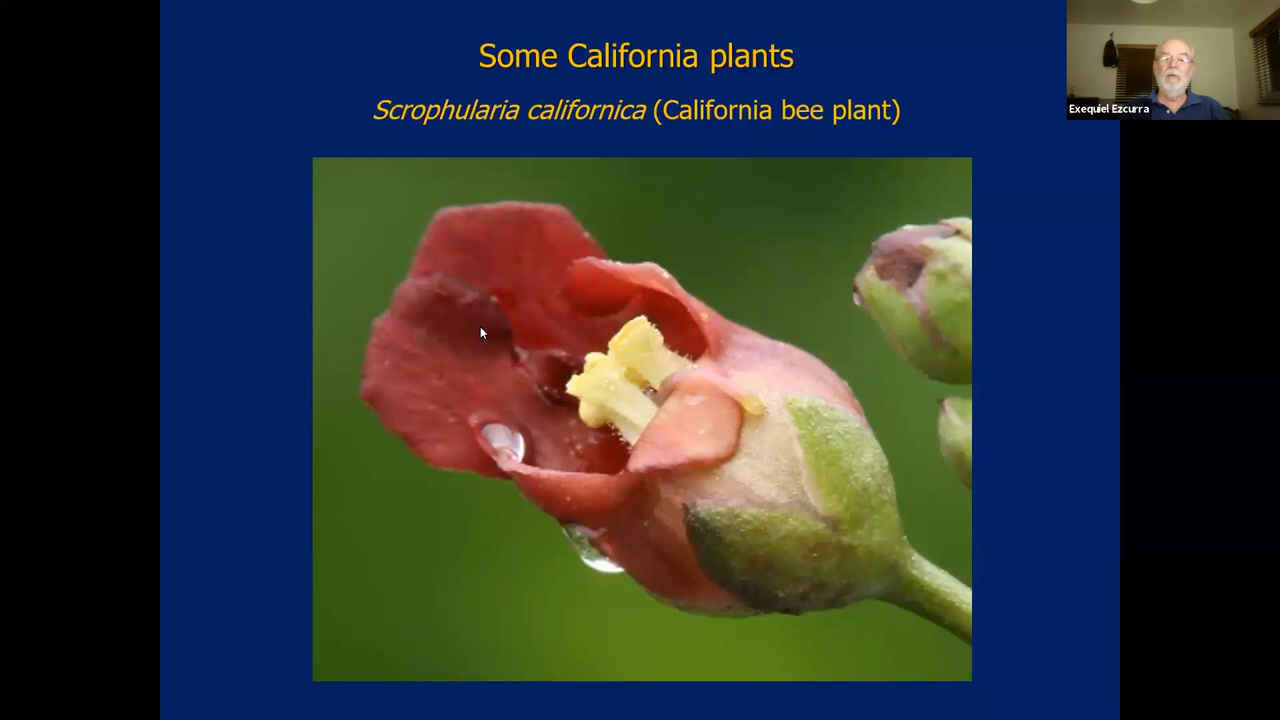 Some California plants
Scrophularia californica (California bee plant)
Exequiel Ezcurra